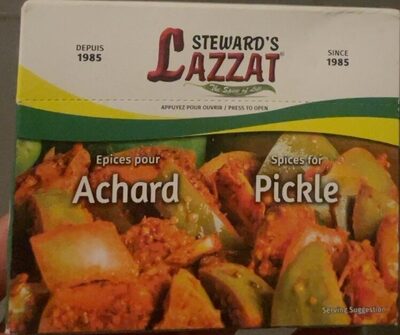 DEPUIS
1985
STEWARD'S
LAZZAT®
The Spice of Life
SINCE
1985
APPUYEZ POUR OUVRIR / PRESS TO OPEN
Epices pour
Achard
Spices for
Pickle
Serving Suggestion